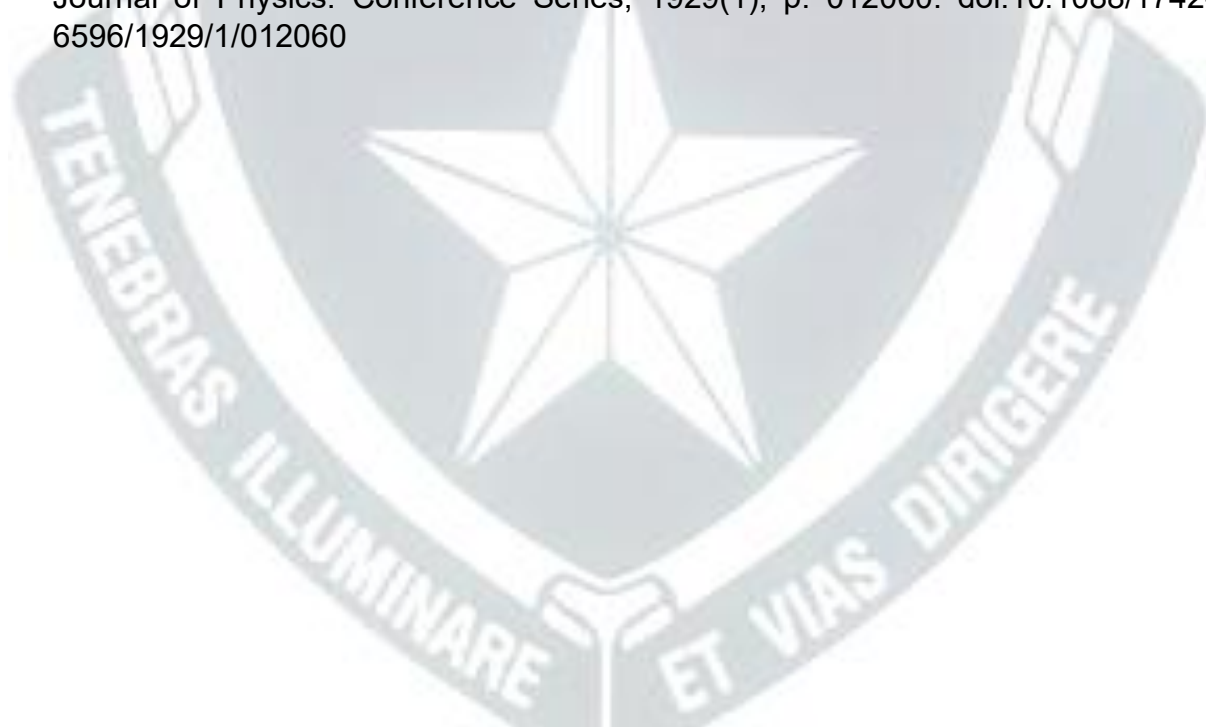 Journal of Physics: Conference Series, 1929(1), p. 012060. doi:10.1088/1742-
6596/1929/1/012060
TENEBRAS ILLUMINARE
ET VIAS DIRIGERE